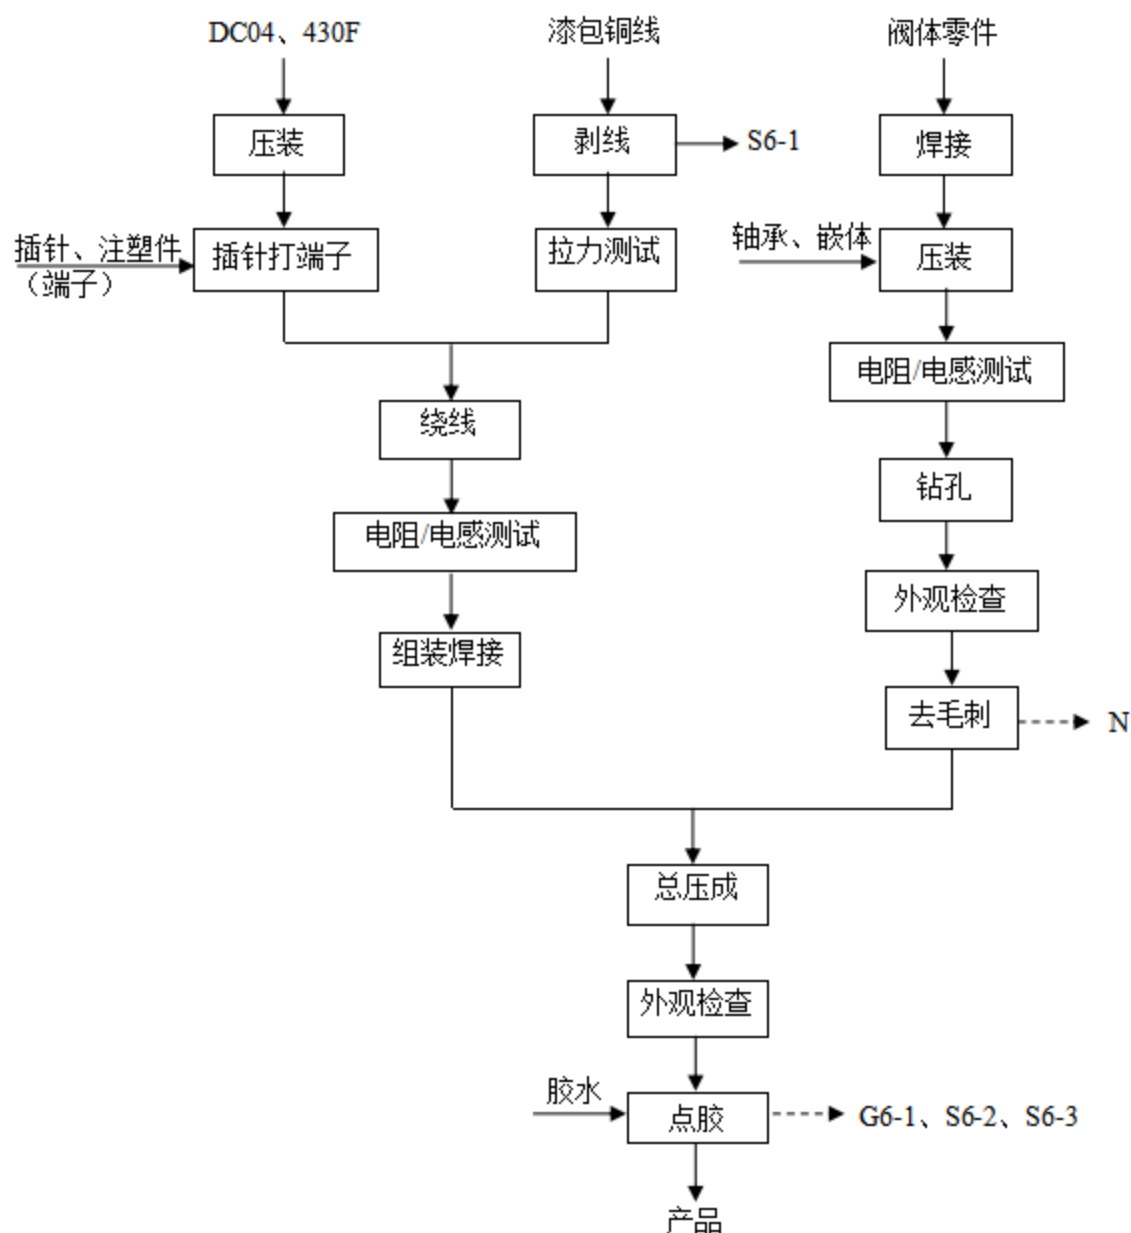 DC04、430F
漆包铜线
阀体零件
压装
剥线
S6-1
焊接
插针、注塑件
（端子）
插针打端子
拉力测试
轴承、嵌体
压装
电阻/电感测试
绕线
钻孔
电阻/电感测试
外观检查
组装焊接
去毛刺
N
总压成
外观检查
胶水
点胶
G6-1、S6-2、S6-3
产品